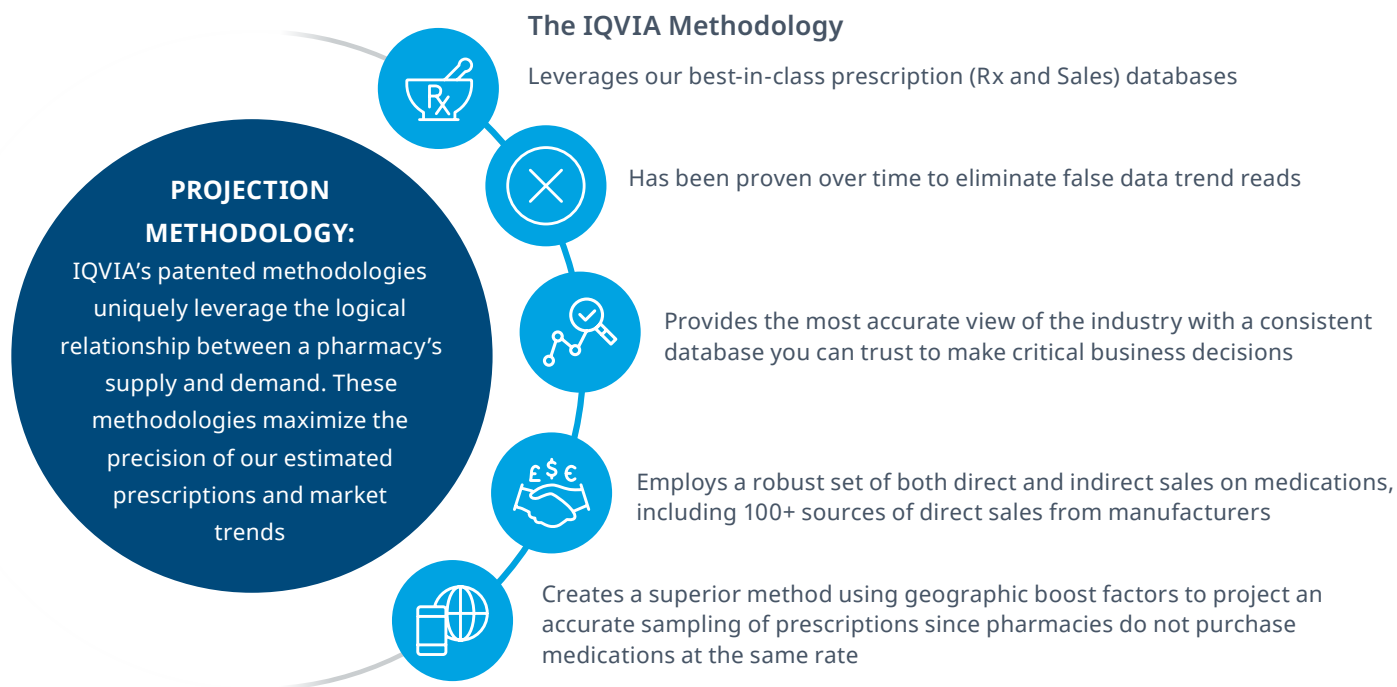 The IQVIA Methodology
Leverages our best-in-class prescription (Rx and Sales) databases
Rx
PROJECTION
METHODOLOGY:
IQVIA’s patented methodologies
uniquely leverage the logical
relationship between a pharmacy’s
supply and demand. These
methodologies maximize the
precision of our estimated
prescriptions and market
trends
Has been proven over time to eliminate false data trend reads
Provides the most accurate view of the industry with a consistent
database you can trust to make critical business decisions
£ $ €
Employs a robust set of both direct and indirect sales on medications,
including 100+ sources of direct sales from manufacturers
Creates a superior method using geographic boost factors to project an
accurate sampling of prescriptions since pharmacies do not purchase
medications at the same rate